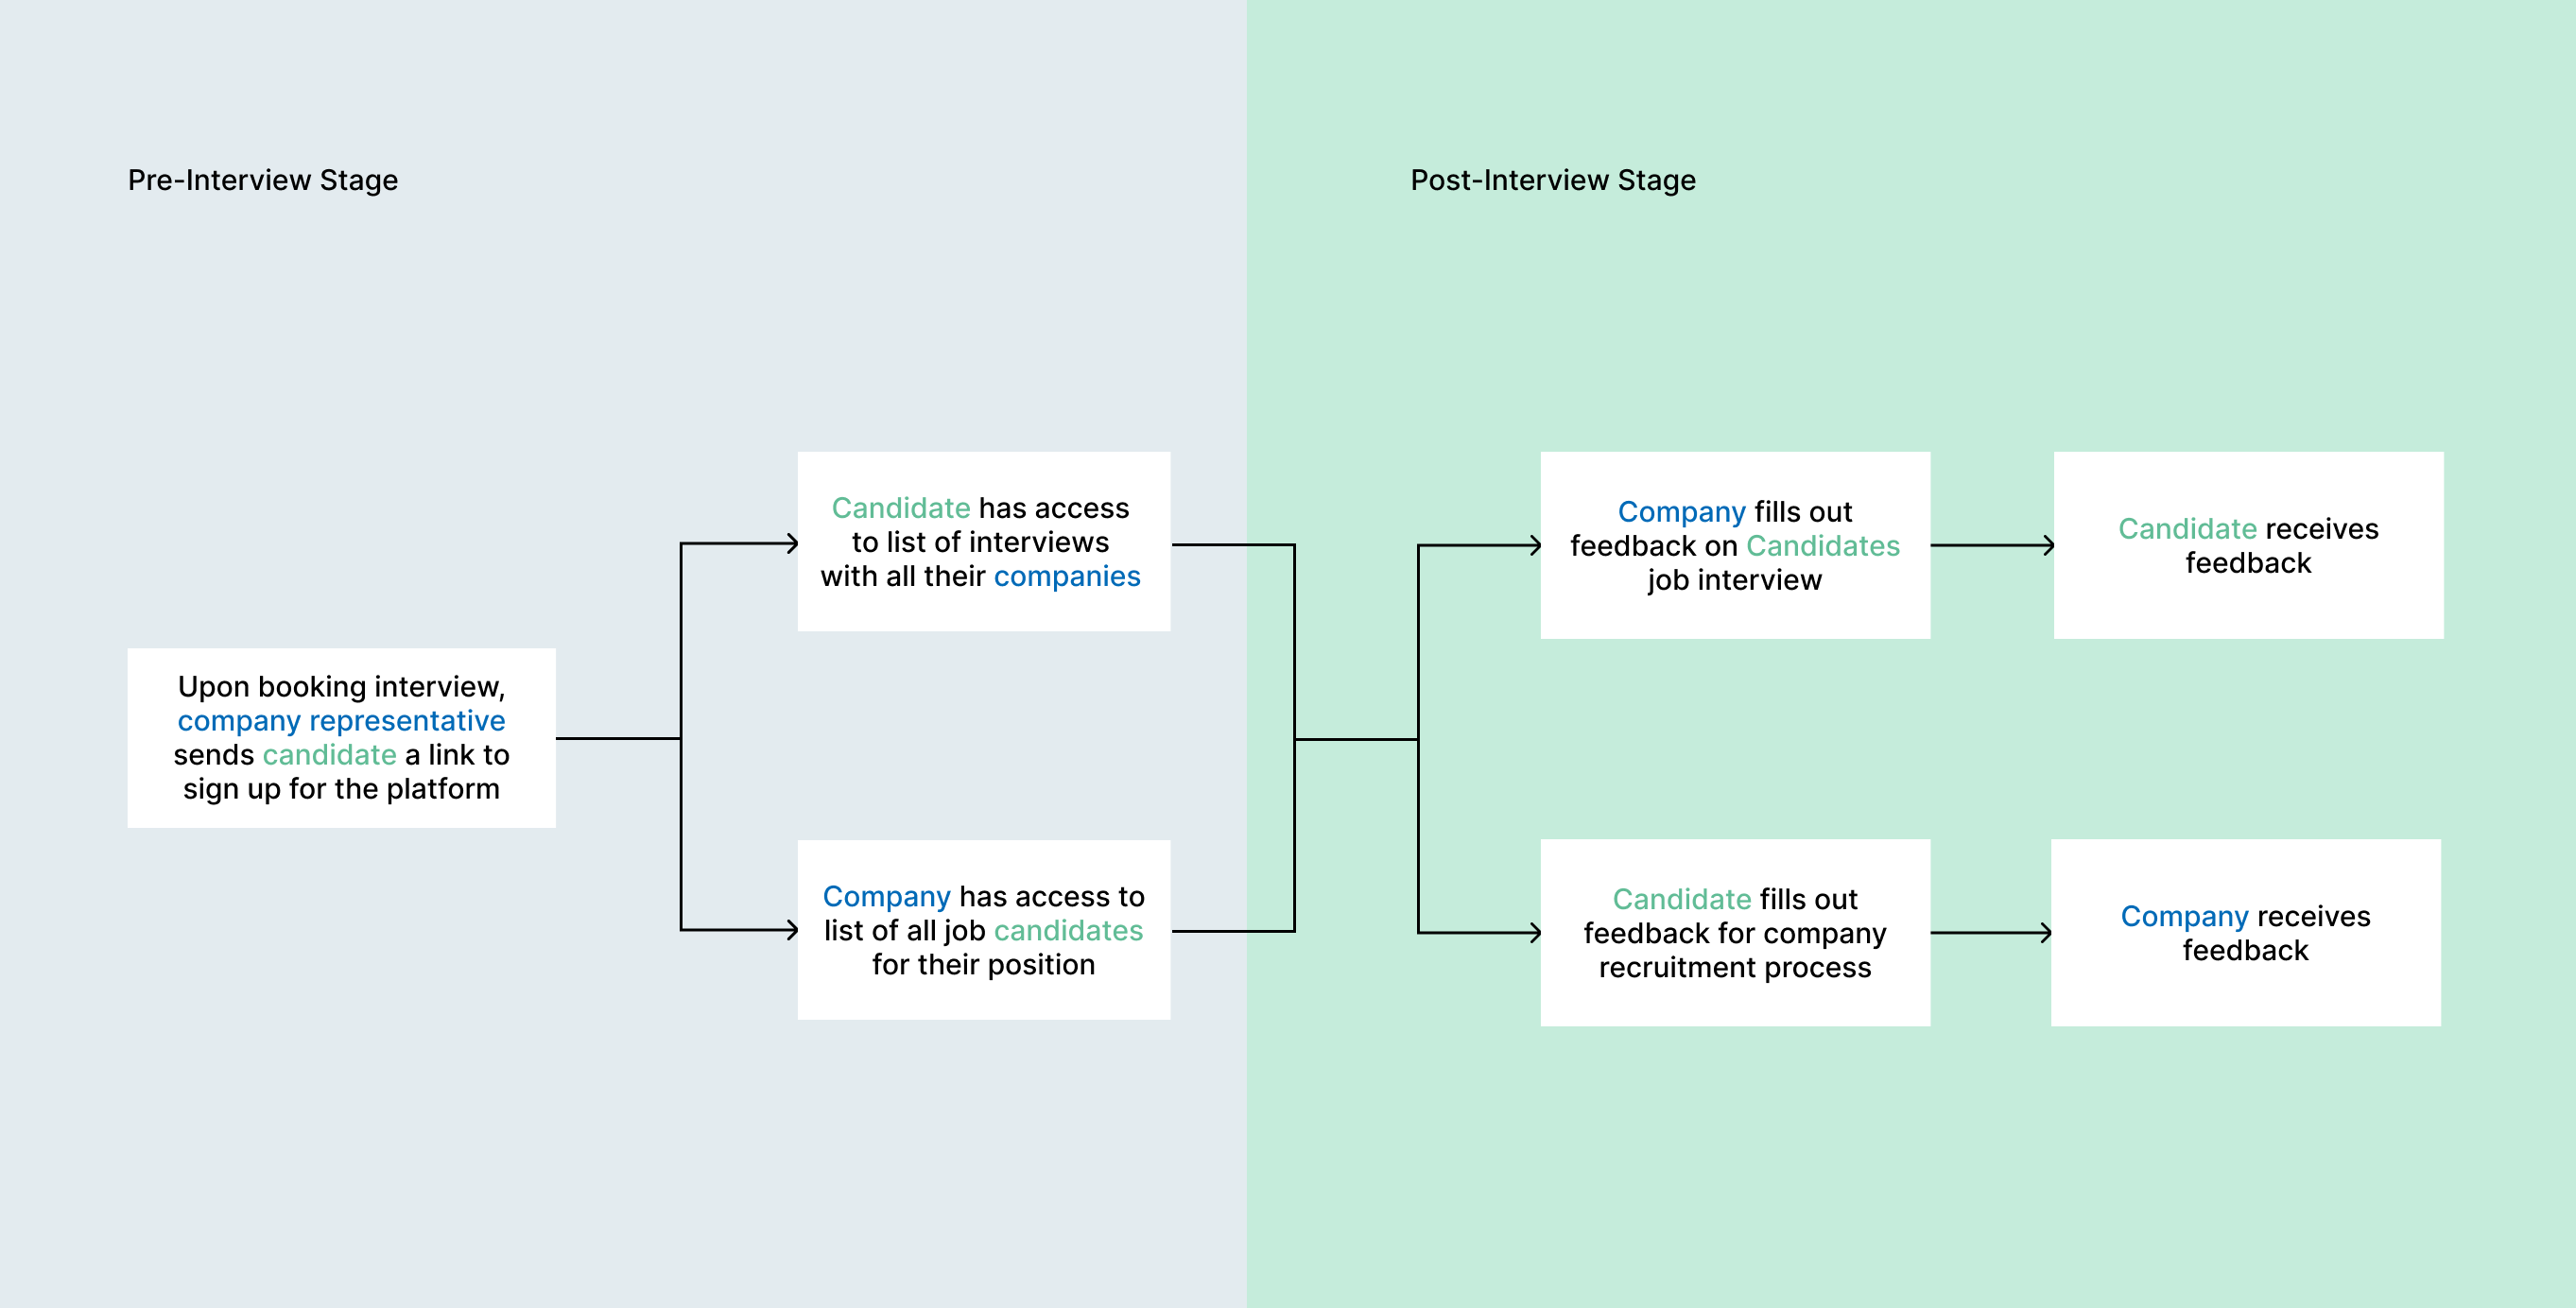 Pre-Interview Stage
Post-Interview Stage
Upon booking interview,
company representative
sends candidate a link to
sign up for the platform
Candidate has access
to list of interviews
with all their companies
Company has access to
list of all job candidates
for their position
Company fills out
feedback on Candidates
job interview
Candidate receives
feedback
Candidate fills out
feedback for company
recruitment process
Company receives
feedback